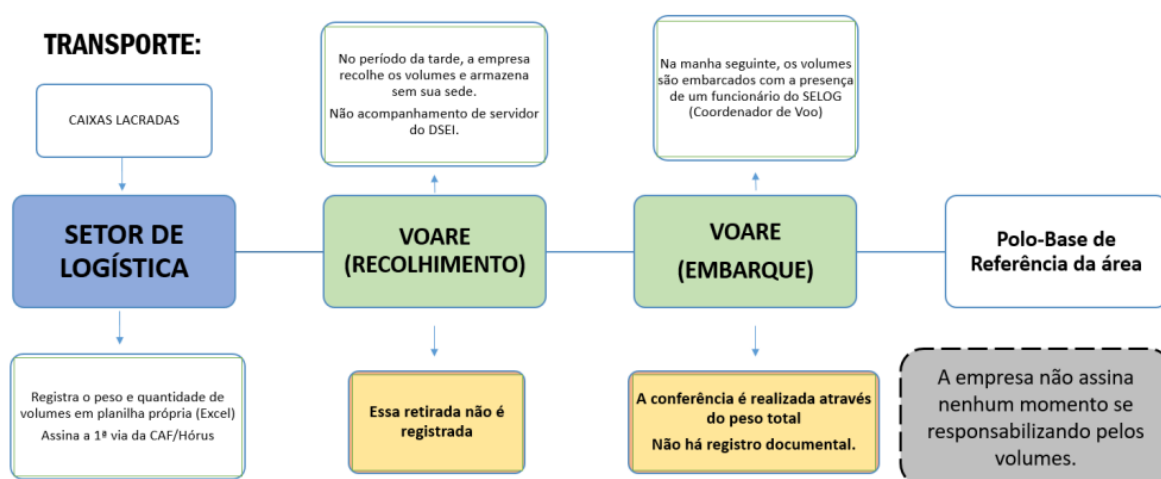 TRANSPORTE:
CAIXAS LACRADAS
No período da tarde, a empresa
recolhe os volumes e armazena
sem sua sede.
Não acompanhamento de servidor
do DSEI.
Na manha seguinte, os volumes
são embarcados com a presença
de um funcionário do SELOG
(Coordenador de Voo)
SETOR DE
LOGÍSTICA
VOARE
(RECOLHIMENTO)
VOARE
(EMBARQUE)
Polo-Base de
Referência da área
Registra o peso e quantidade de
volumes em planilha própria (Excel)
Assina a 1ª via da CAF/Hórus
Essa retirada não é
registrada
A conferência é realizada através
do peso total
Não há registro documental.
A empresa não assina
nenhum momento se
responsabilizando pelos
volumes.